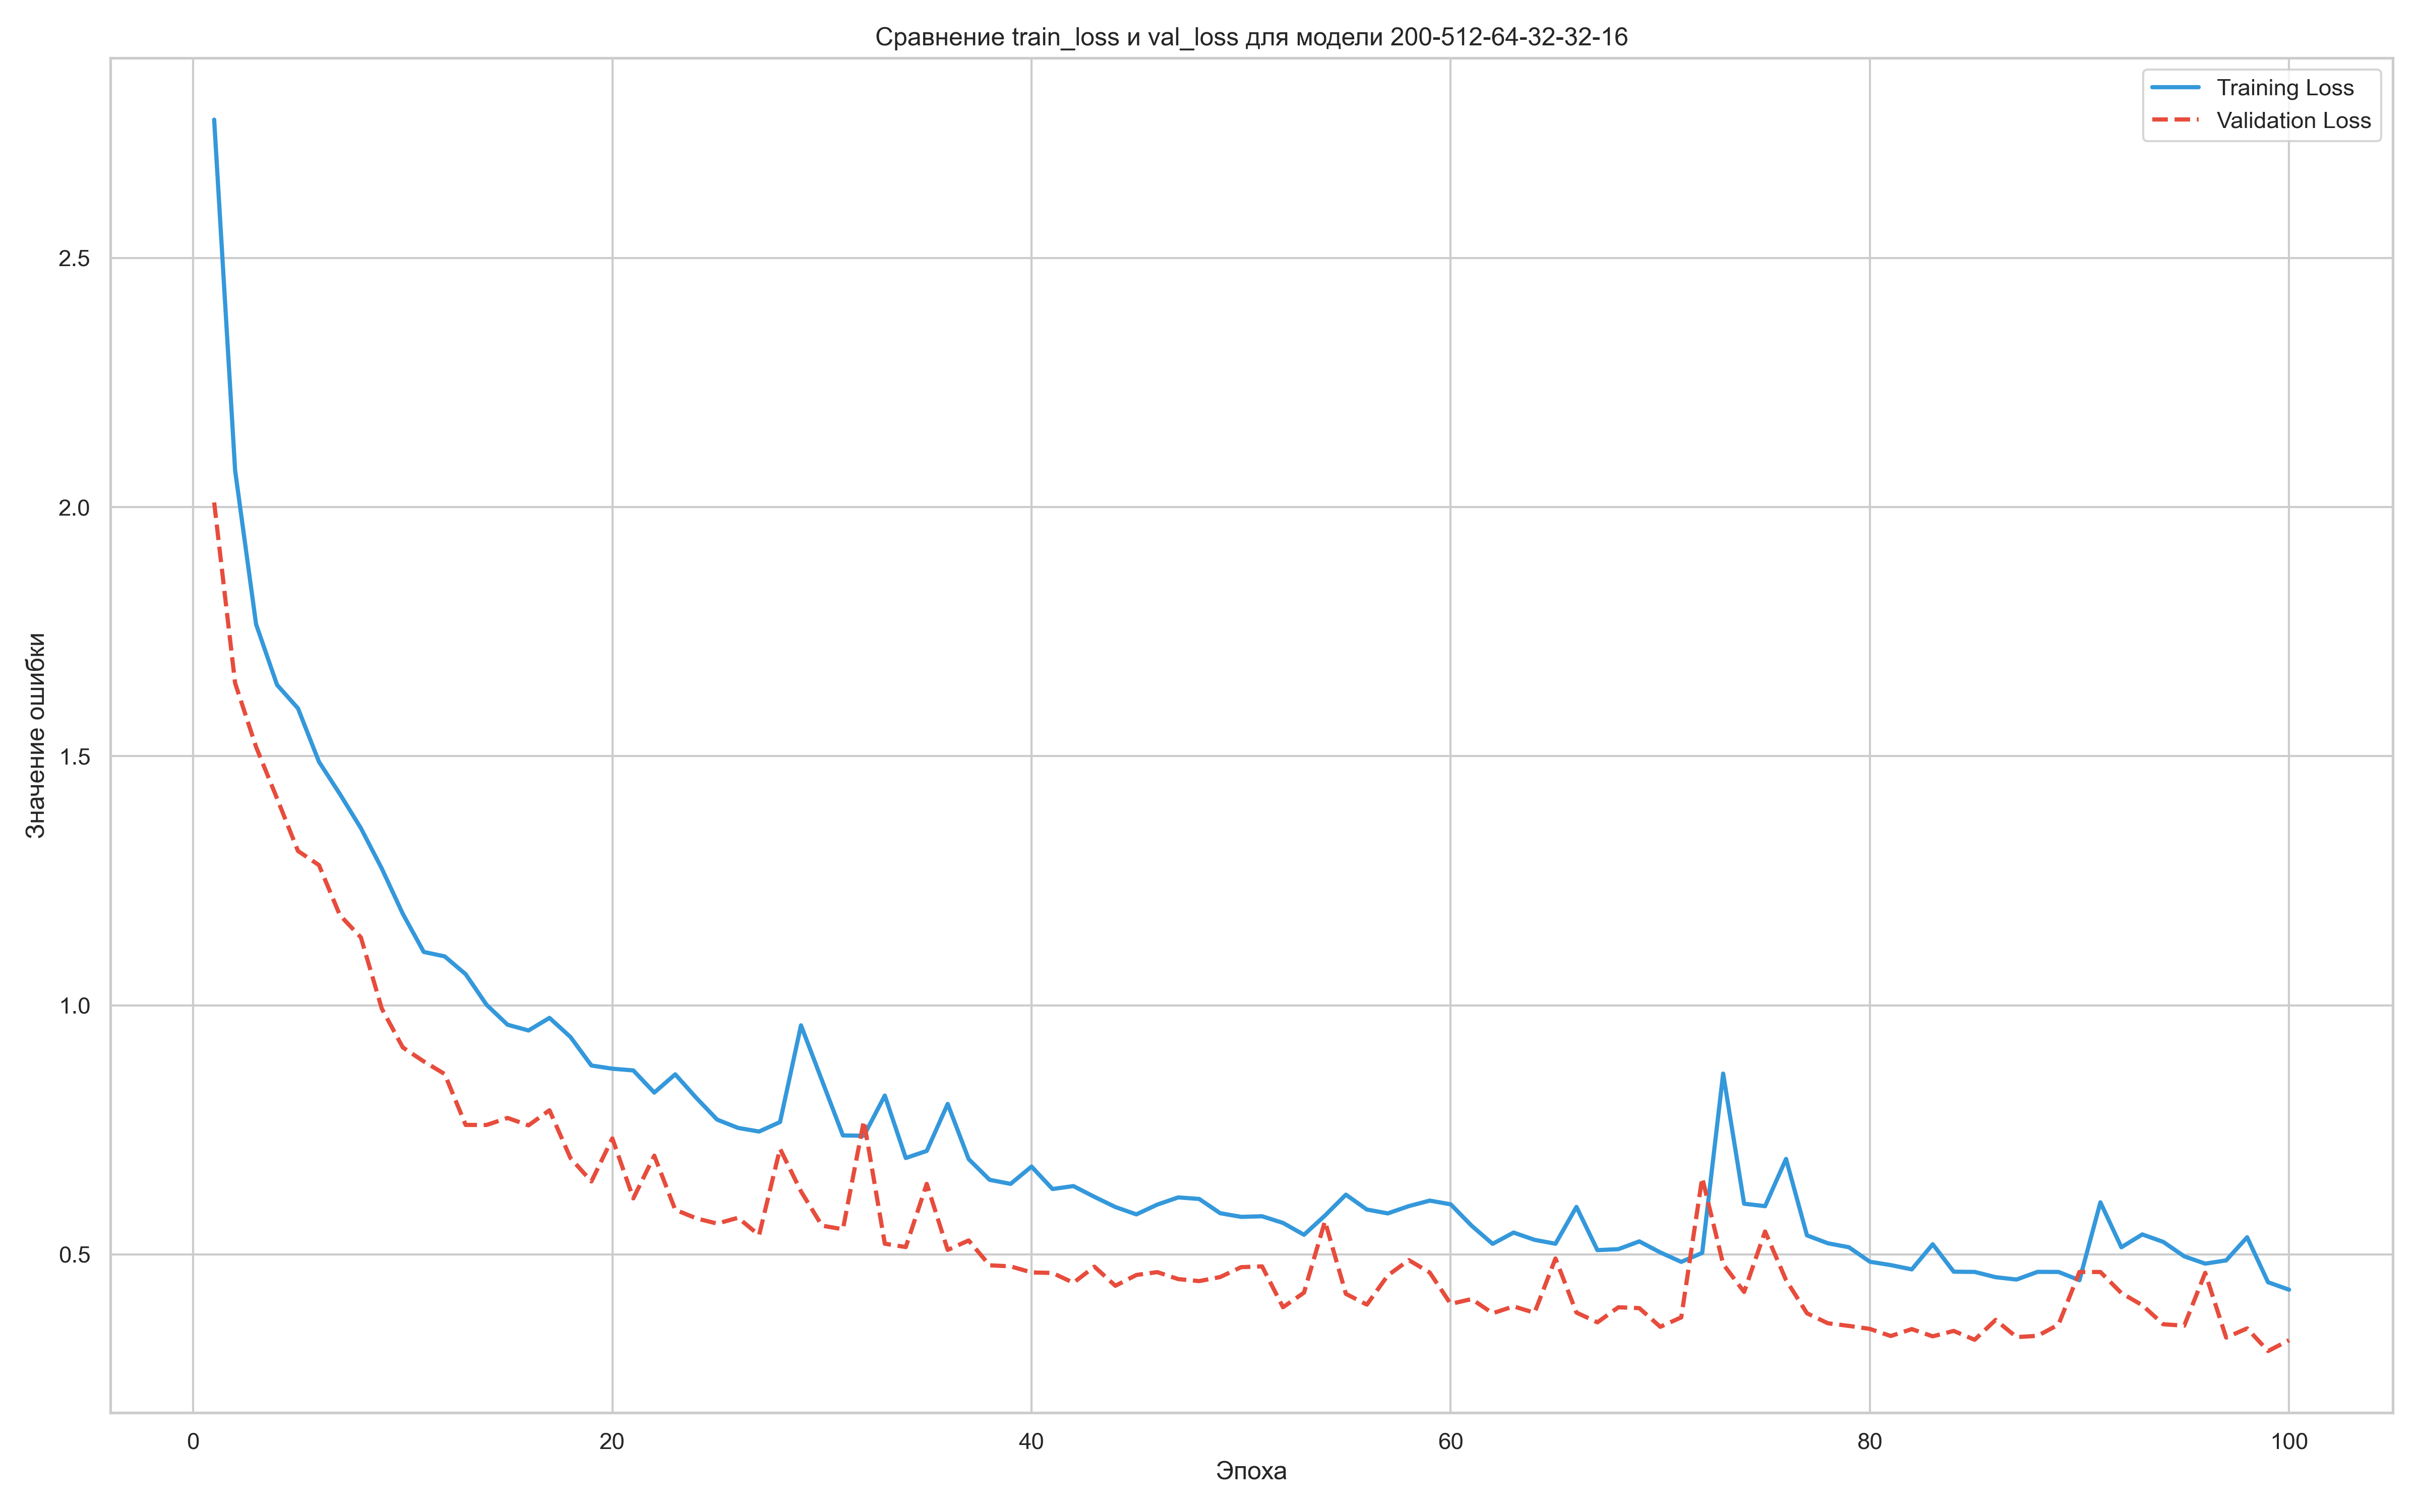 Сравнение train_loss и val_loss для модели 200-512-64-32-32-16
Training Loss
Validation Loss
Значение ошибки
2.5
2.0
1.5
1.0
0.5
0
20
40
60
80
100
Эпоха